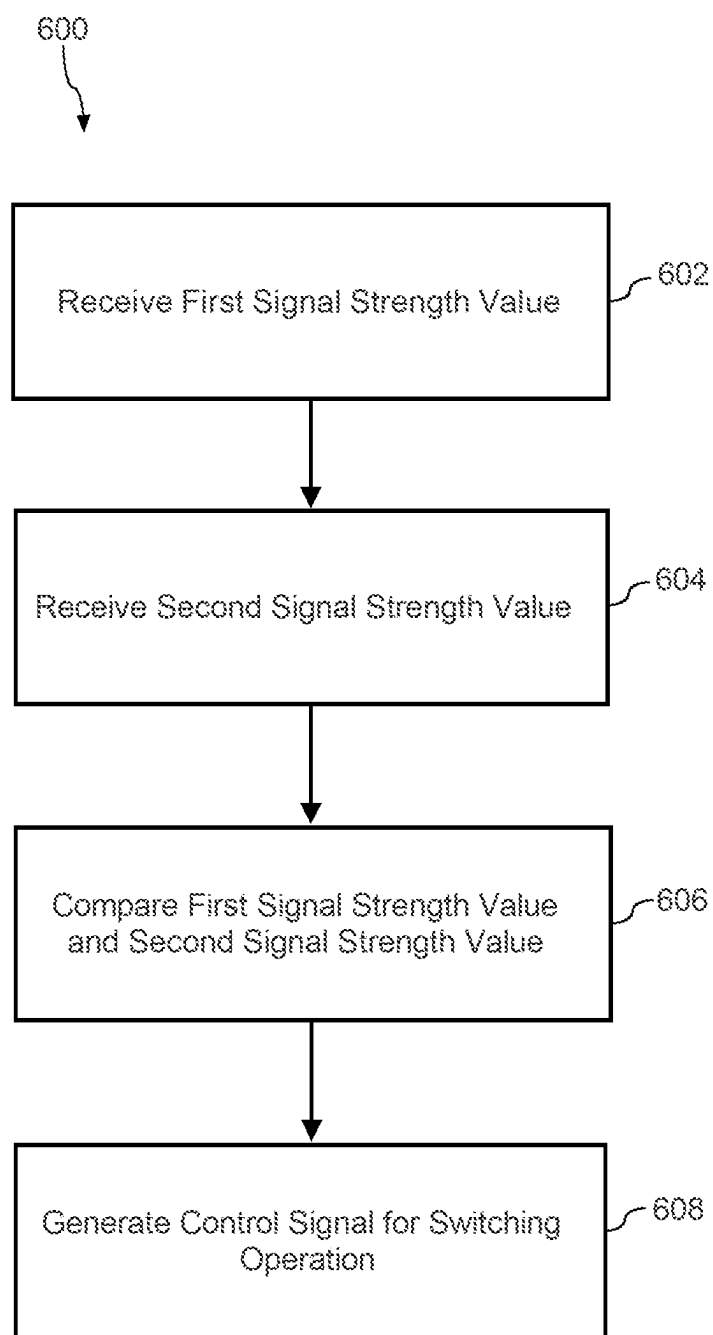 600
Receive First Signal Strength Value
602
Receive Second Signal Strength Value
604
Compare First Signal Strength Value
and Second Signal Strength Value
606
Generate Control Signal for Switching
Operation
608